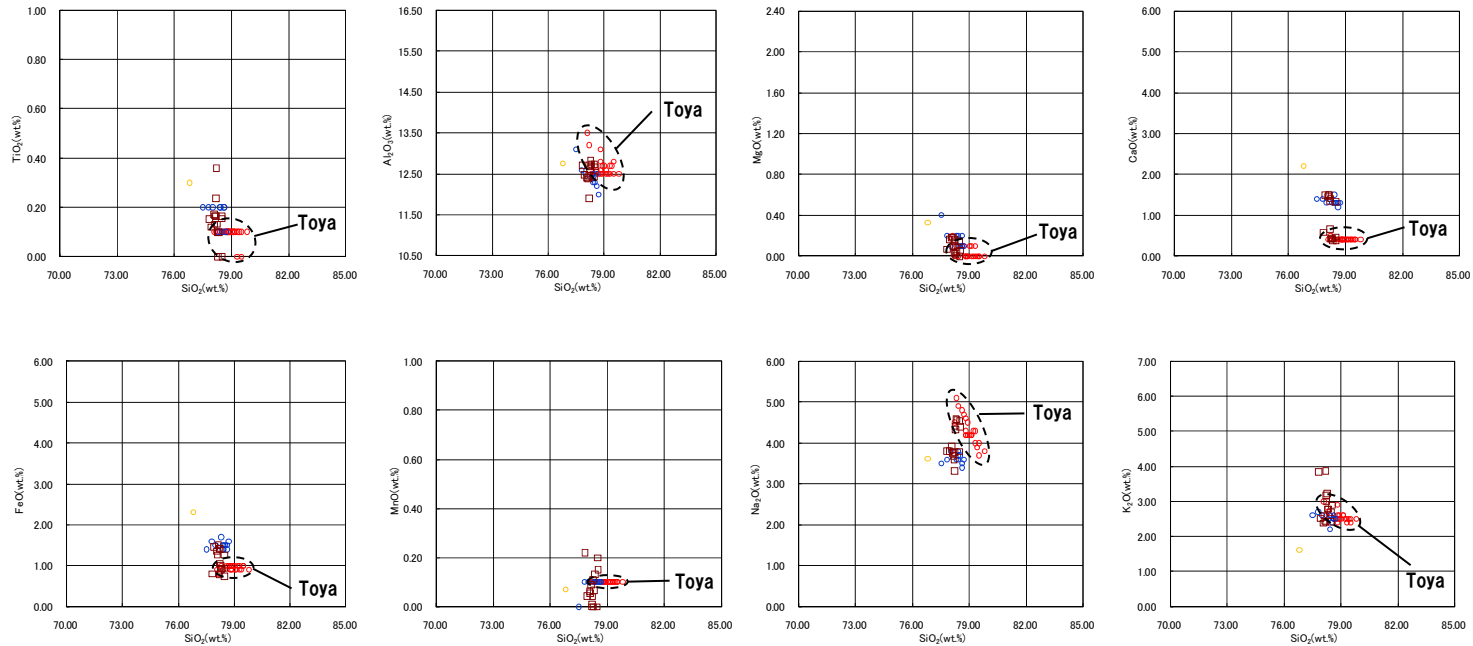 1.00 16.50 2.40 6.00
0.80 15.50 2.00 5.00
0.60 14.50 1.60 4.00
0.40 13.50 1.20 3.00
0.20 12.50 0.80 2.00
0.00 11.50 0.40 1.00
10.50 0.00 0.00
TiO₂(wt.%) Al₂O₃(wt.%) MgO(wt.%) CaO(wt.%)
Toya Toya Toya Toya
70.00 73.00 76.00 79.00 82.00 85.00 70.00 73.00 76.00 79.00 82.00 85.00 70.00 73.00 76.00 79.00 82.00 85.00 70.00 73.00 76.00 79.00 82.00 85.00
SiO₂(wt.%) SiO₂(wt.%) SiO₂(wt.%) SiO₂(wt.%)
6.00 1.00 6.00 7.00
5.00 0.80 5.00 6.00
4.00 0.60 4.00 5.00
3.00 0.40 3.00 4.00
2.00 0.20 2.00 3.00
1.00 0.00 1.00 2.00
0.00 0.00 1.00
0.00
FeO(wt.%) MnO(wt.%) Na₂O(wt.%) K₂O(wt.%)
Toya Toya Toya Toya
70.00 73.00 76.00 79.00 82.00 85.00 70.00 73.00 76.00 79.00 82.00 85.00 70.00 73.00 76.00 79.00 82.00 85.00 70.00 73.00 76.00 79.00 82.00 85.00
SiO₂(wt.%) SiO₂(wt.%) SiO₂(wt.%) SiO₂(wt.%)